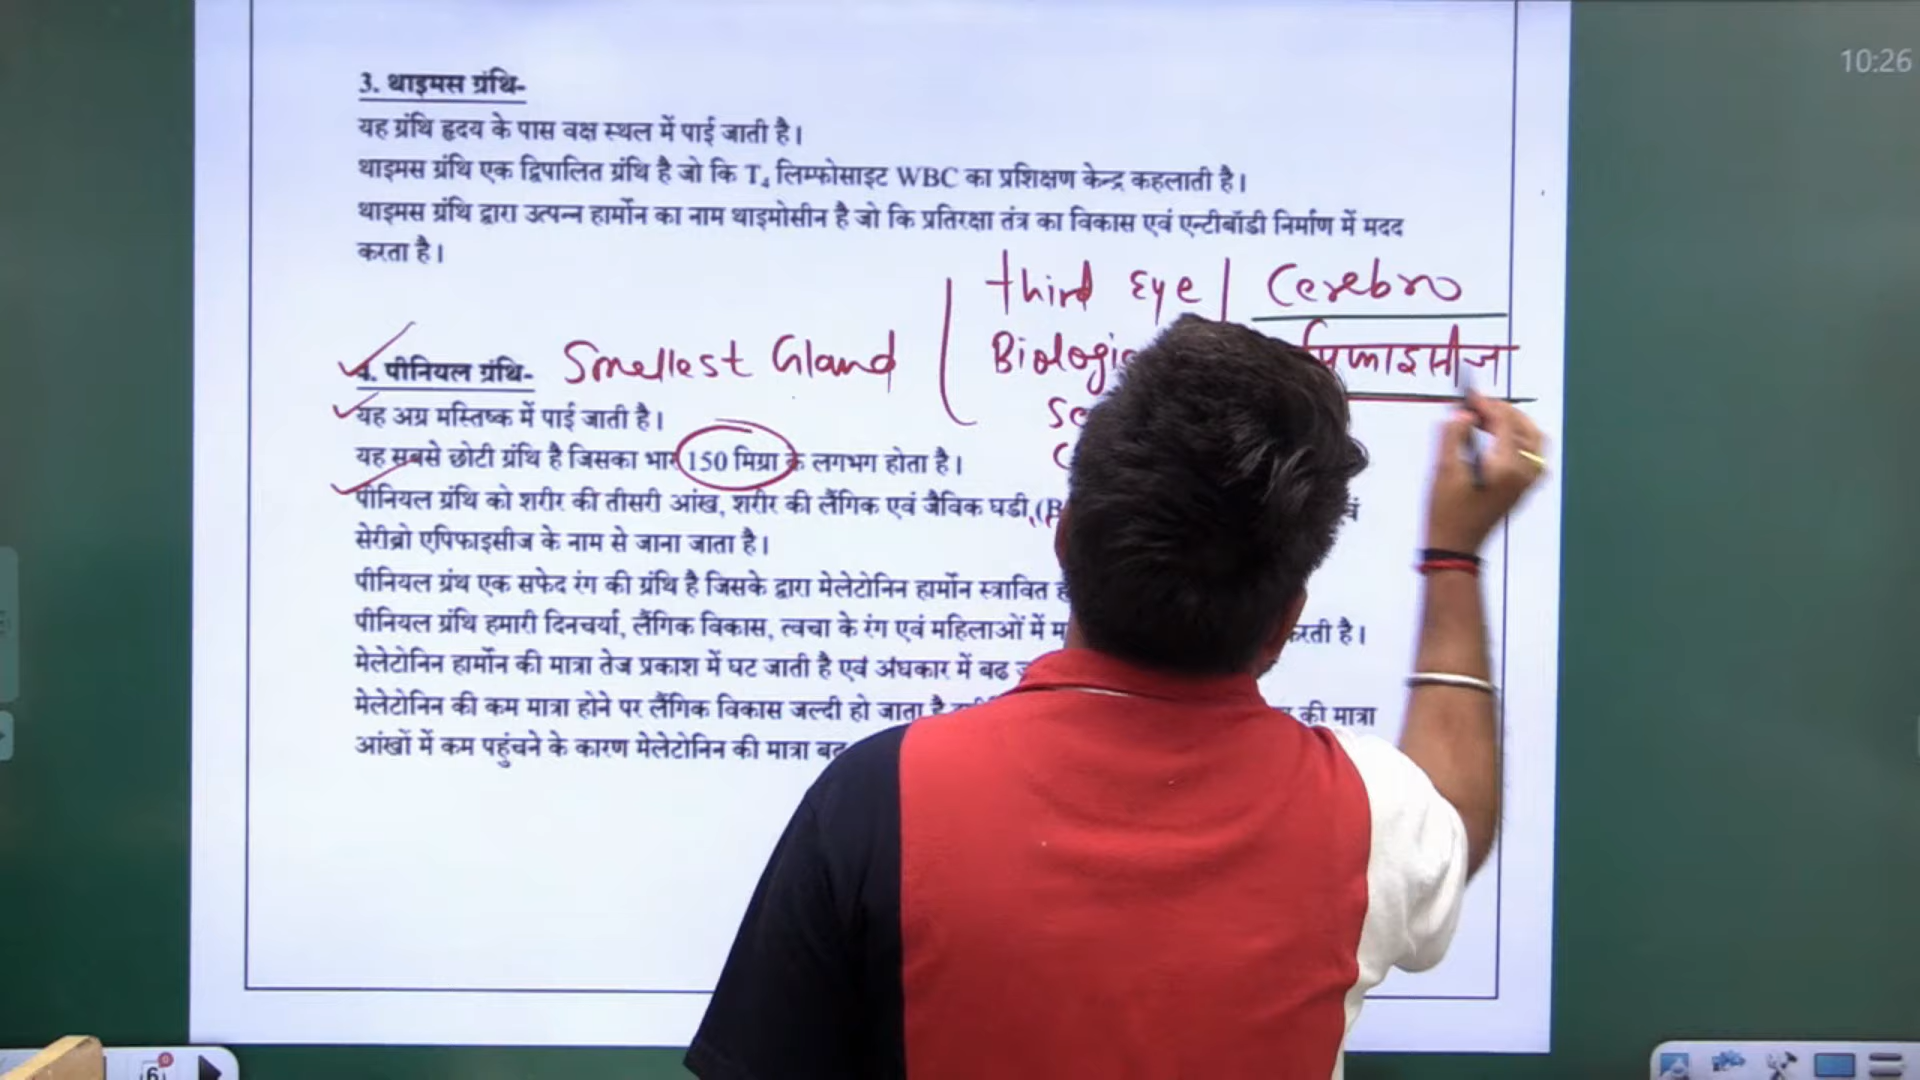 10:26
3. थाइमस ग्रंथि-
यह ग्रंथि हृदय के पास वक्ष स्थल में पाई जाती है।
थाइमस ग्रंथि एक द्विपालित ग्रंथि है जो कि T₄ लिम्फोसाइट WBC का प्रशिक्षण केन्द्र कहलाती है।
थाइमस ग्रंथि द्वारा उत्पन्न हार्मोन का नाम थाइमोसीन है जो कि प्रतिरक्षा तंत्र का विकास एवं एन्टीबॉडी निर्माण में मदद
करता है।
third Eye | Cerebro
4. पीनियल ग्रंथि- Smellest Gland
यह अग्र मस्तिष्क में पाई जाती है।
यह सबसे छोटी ग्रंथि है जिसका भार 150 मिग्रा के लगभग होता है।
पीनियल ग्रंथि को शरीर की तीसरी आंख, शरीर की लैंगिक एवं जैविक घडी,
सेरीब्रो एपिफाइसीज के नाम से जाना जाता है।
पीनियल ग्रंथ एक सफेद रंग की ग्रंथि है जिसके द्वारा मेलेटोनिन हार्मोन स्त्रावित
पीनियल ग्रंथि हमारी दिनचर्या, लैंगिक विकास, त्वचा के रंग एवं महिलाओं में करती है।
मेलेटोनिन हार्मोन की मात्रा तेज प्रकाश में घट जाती है एवं अंधकार में बढ
मेलेटोनिन की कम मात्रा होने पर लैंगिक विकास जल्दी हो जाता है की मात्रा
आंखों में कम पहुंचने के कारण मेलेटोनिन की मात्रा